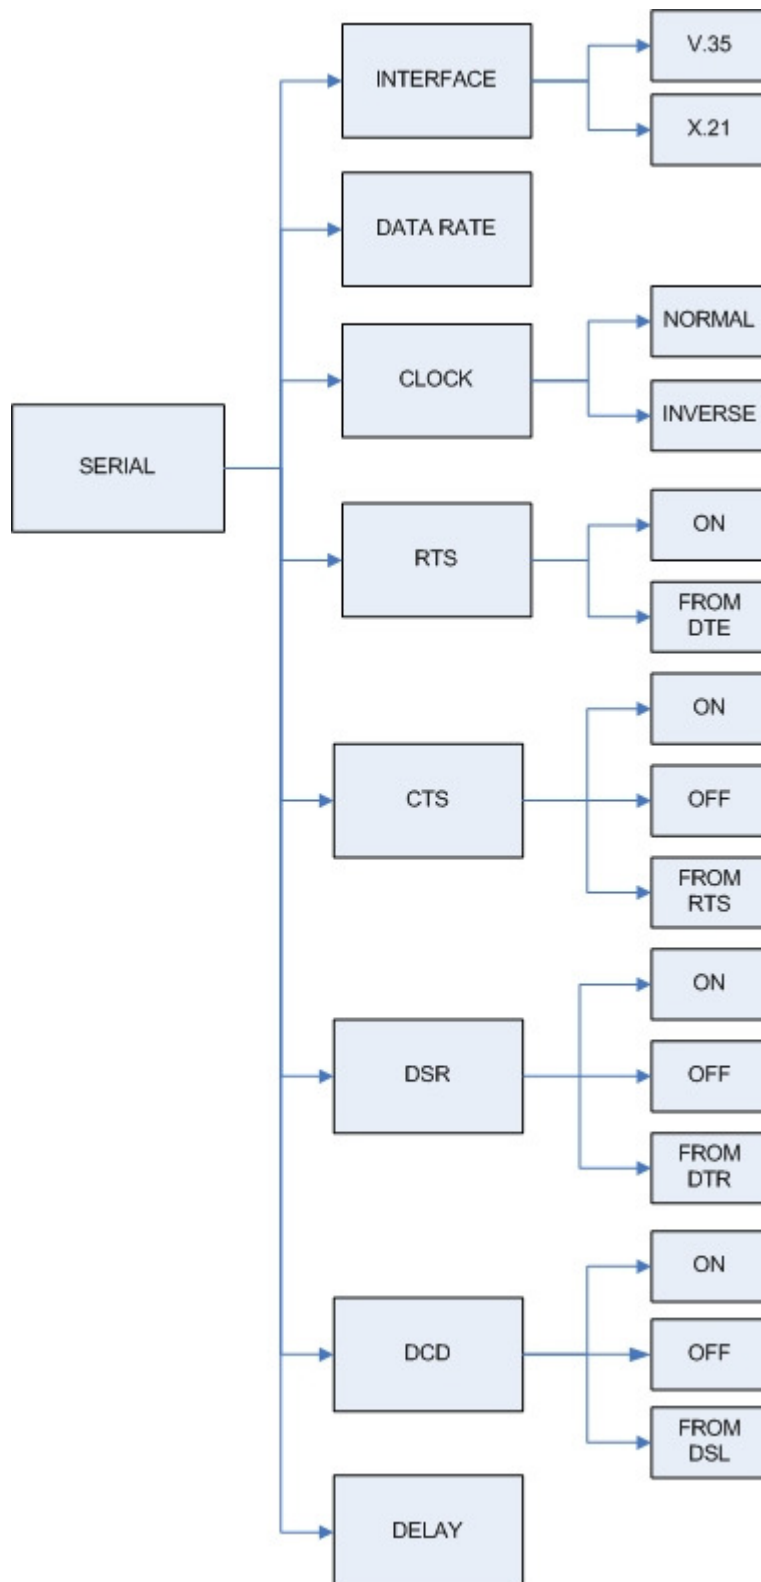 INTERFACE
V.35
X.21
DATA RATE
CLOCK
NORMAL
INVERSE
SERIAL
RTS
ON
FROM
DTE
CTS
ON
OFF
FROM
RTS
DSR
ON
OFF
FROM
DTR
DCD
ON
OFF
FROM
DSL
DELAY